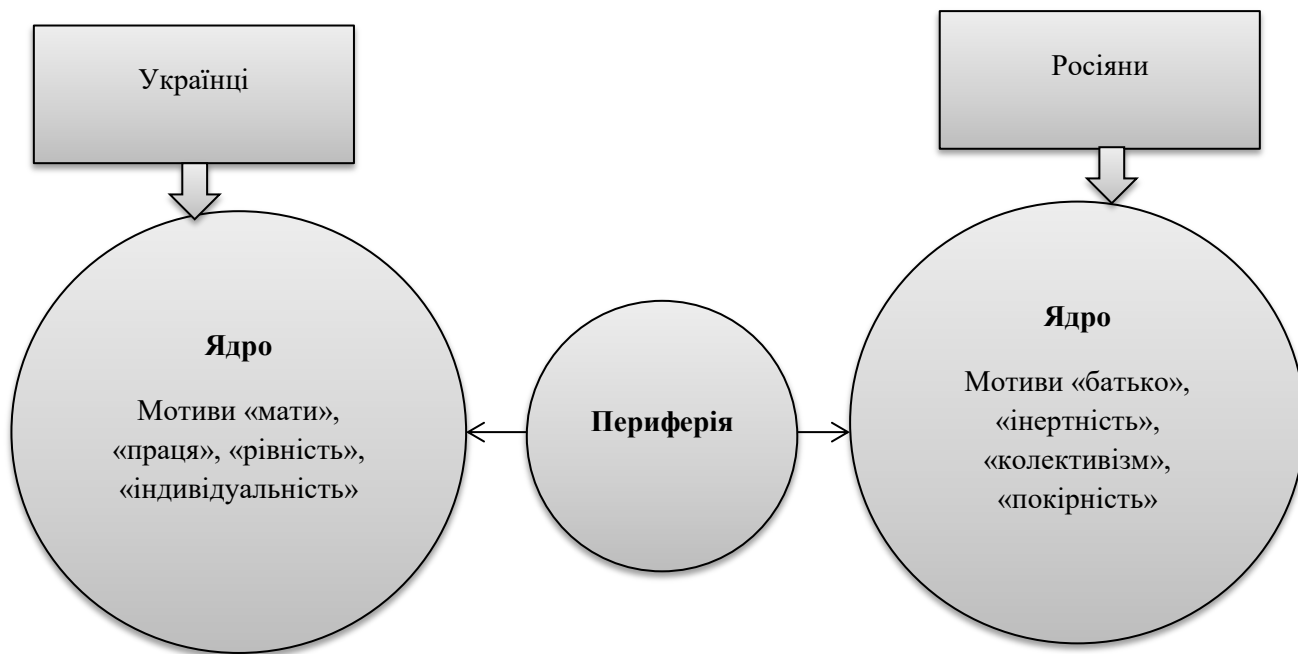 Українці
Росіяни
Ядро
Мотиви «мати»,
«праця», «рівність»,
«індивідуальність»
Периферія
Ядро
Мотиви «батько»,
«інертність»,
«колективізм»,
«покірність»